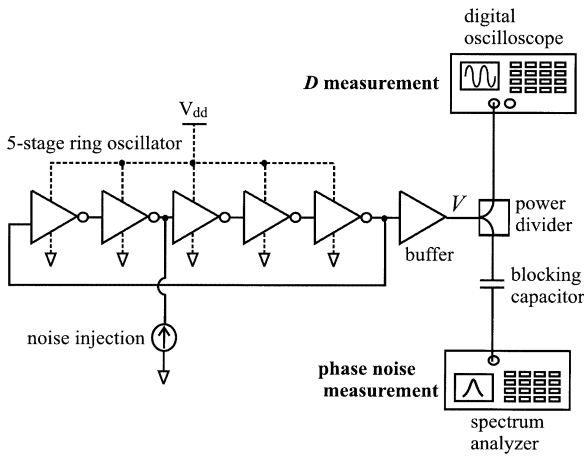 digital
oscilloscope
D measurement
Vdd
5-stage ring oscillator
V
power
divider
buffer
blocking
capacitor
noise injection
phase noise
measurement
spectrum
analyzer